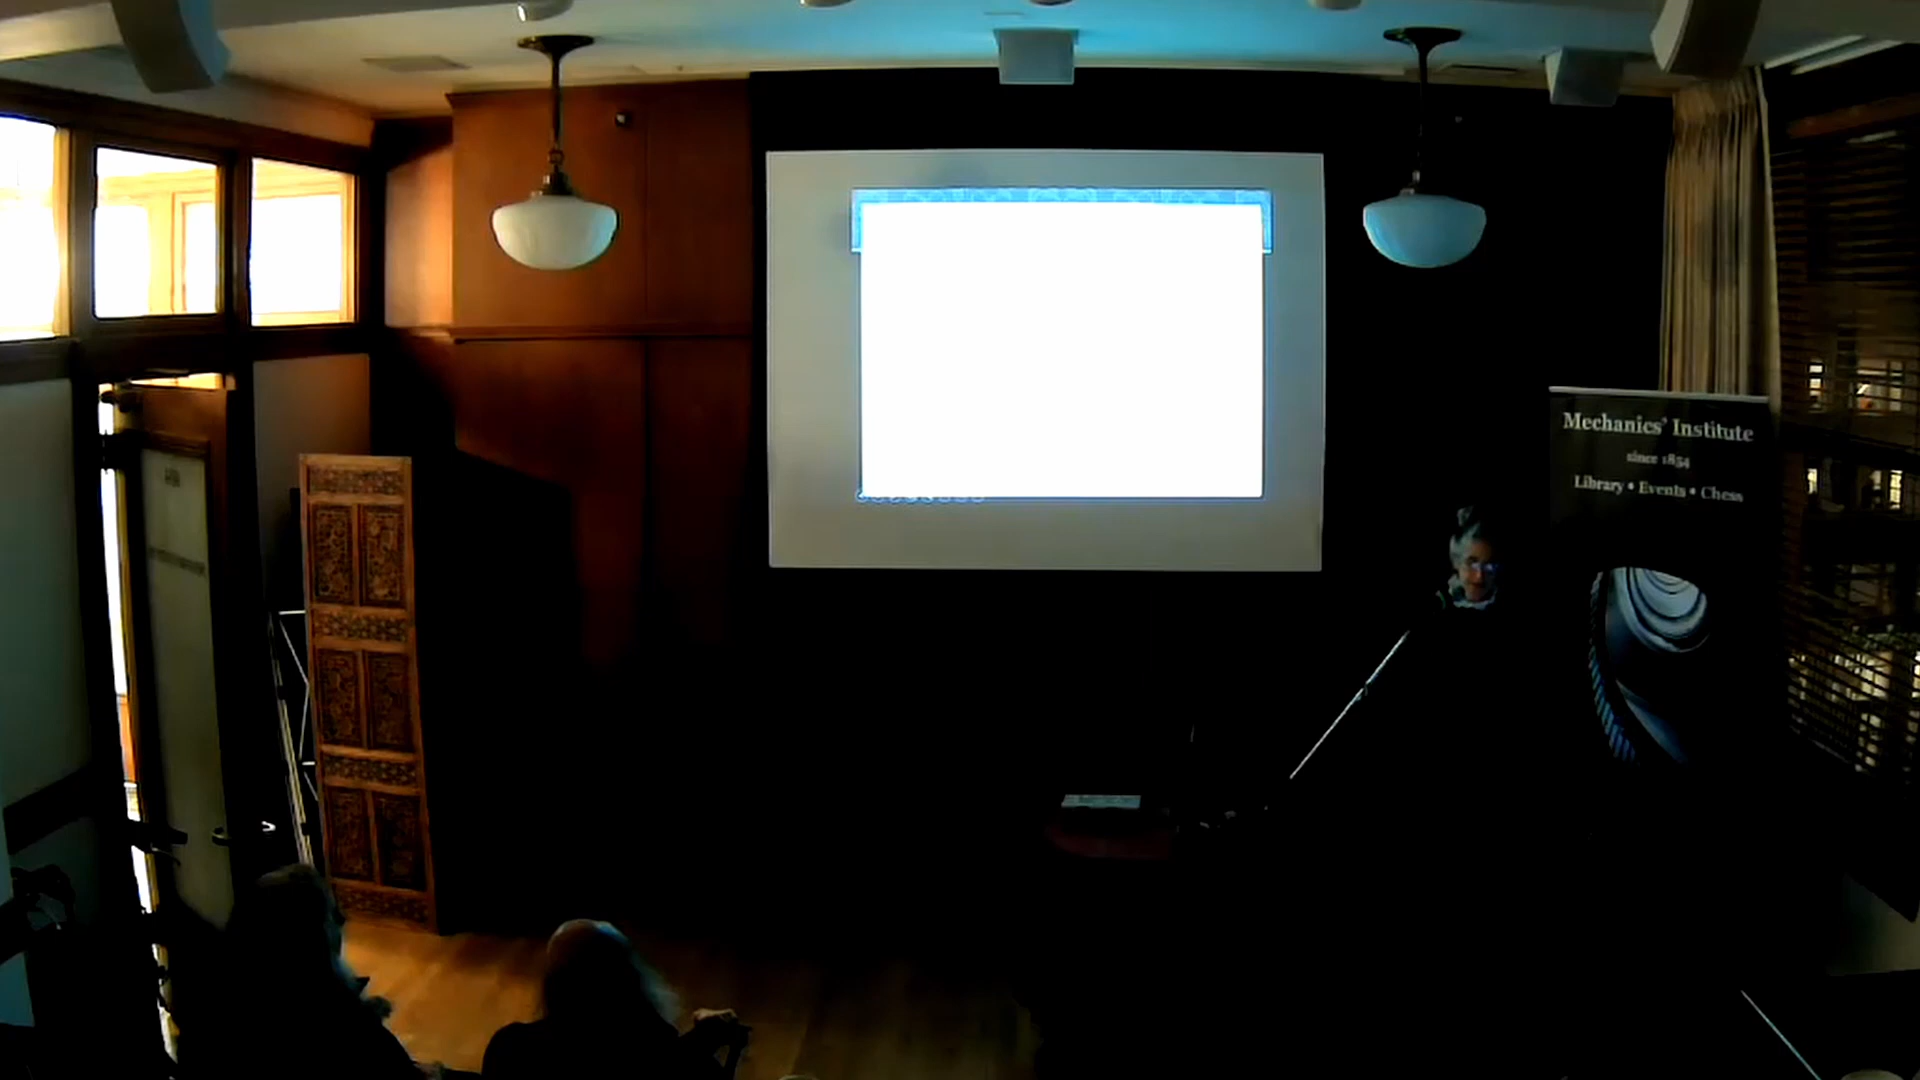 Mechanics' Institute
since 1854
Library • Events • Chess